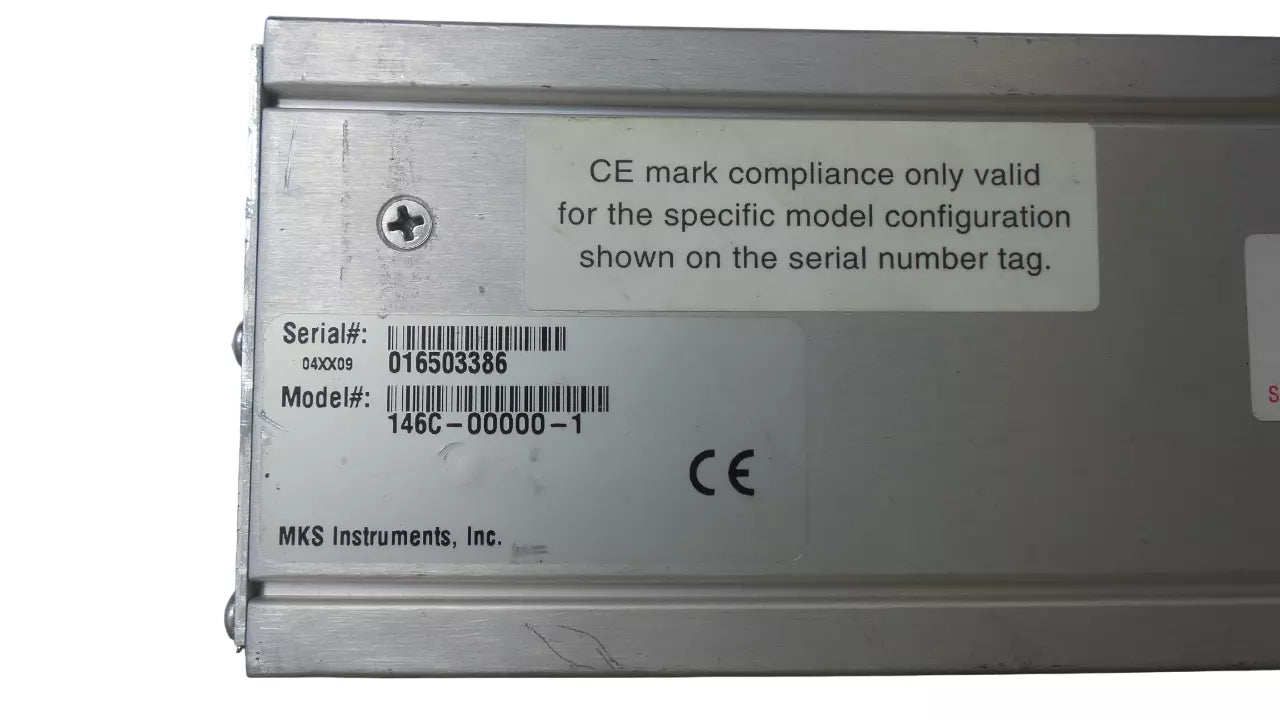 CE mark compliance only valid
for the specific model configuration
shown on the serial number tag.
Serial#:
04XX09 016503386
Model#:
146C-00000-1
CE
MKS Instruments, Inc.
S